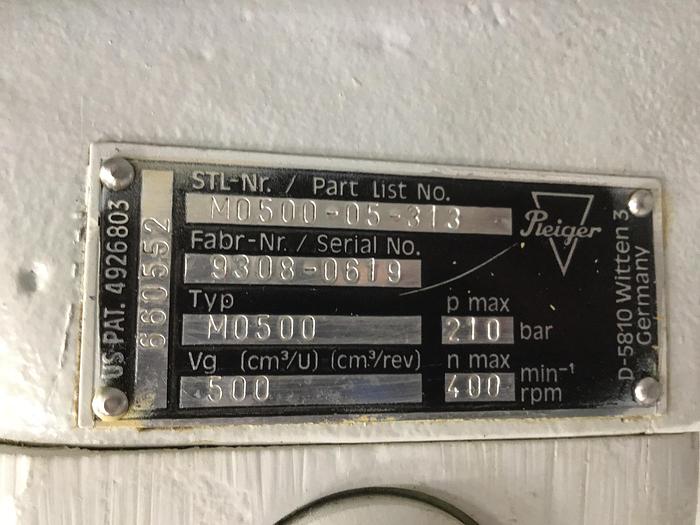 US PAT. 4926803
660552
STL-Nr. / Part List No.
M0500-05-313
Fabr-Nr. / Serial No.
9308-0619
Typ
M0500
p max
210 bar
Vg (cm³/U) (cm³/rev)
500
n max
400 min⁻¹
rpm
Pleiger
D-5810 Witten 3
Germany